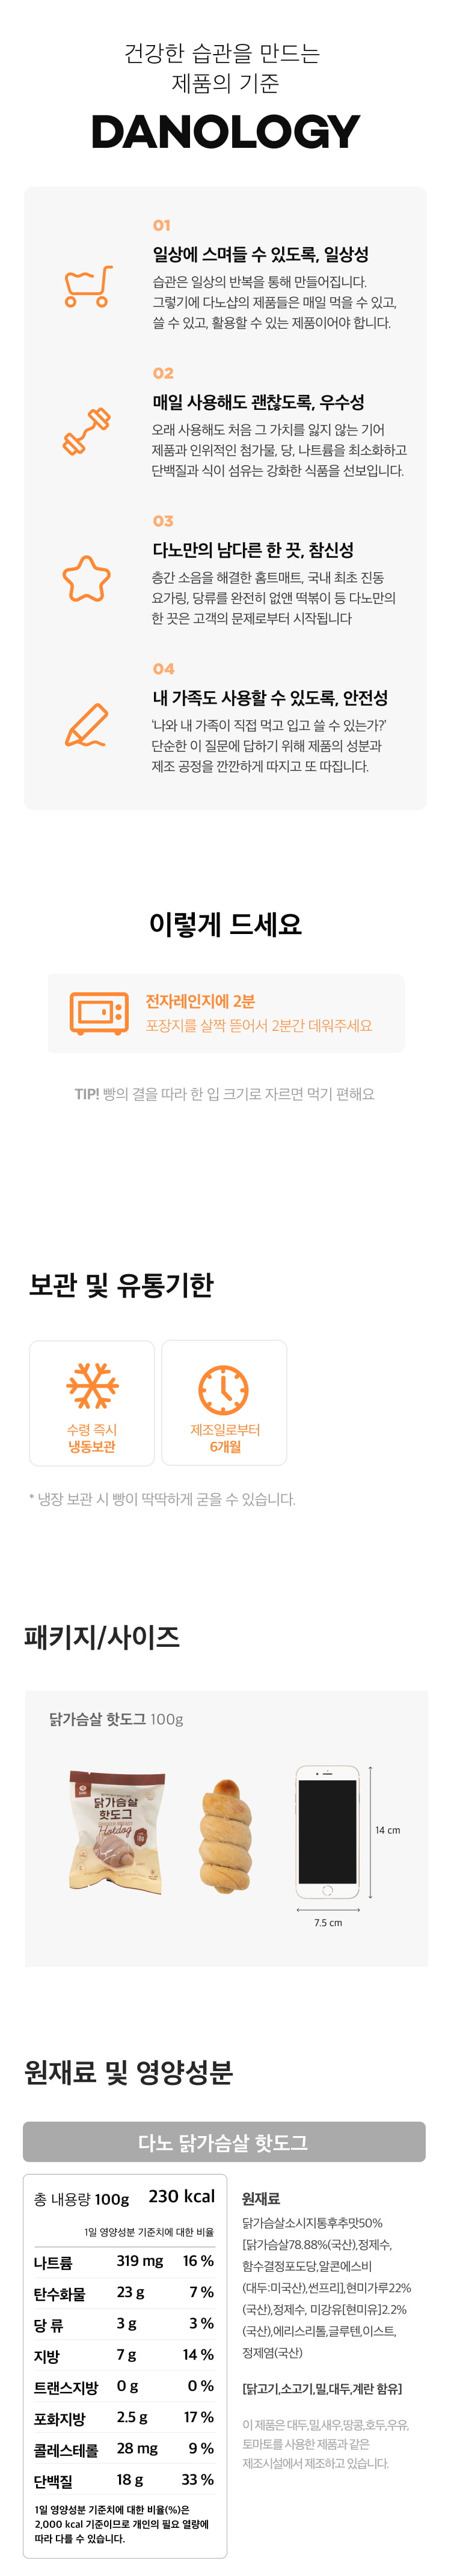 건강한 습관을 만드는
제품의 기준
DANOLOGY
01
일상에 스며들 수 있도록, 일상성
습관은 일상의 반복을 통해 만들어집니다.
그렇기에 다노샵의 제품들은 매일 먹을 수 있고,
쓸 수 있고, 활용할 수 있는 제품이어야 합니다.
02
매일 사용해도 괜찮도록, 우수성
오래 사용해도 처음 그 가치를 잃지 않는 기어
제품과 인위적인 첨가물, 당, 나트륨을 최소화하고
단백질과 식이 섬유는 강화한 식품을 선보입니다.
03
다노만의 남다른 한 끗, 참신성
층간 소음을 해결한 홈트매트, 국내 최초 진동
요가링, 당류를 완전히 없앤 떡볶이 등 다노만의
한 끗은 고객의 문제로부터 시작됩니다
04
내 가족도 사용할 수 있도록, 안전성
'나와 내 가족이 직접 먹고 입고 쓸 수 있는가?'
단순한 이 질문에 답하기 위해 제품의 성분과
제조 공정을 깐깐하게 따지고 또 따집니다.
이렇게 드세요
전자레인지에 2분
포장지를 살짝 뜯어서 2분간 데워주세요
TIP! 빵의 결을 따라 한 입 크기로 자르면 먹기 편해요
보관 및 유통기한
수령 즉시
냉동보관
제조일로부터
6개월
* 냉장 보관 시 빵이 딱딱하게 굳을 수 있습니다.
패키지/사이즈
닭가슴살 핫도그 100g
닭가슴살
핫도그
Hotdog
14 cm
7.5 cm
원재료 및 영양성분
다노 닭가슴살 핫도그
총 내용량 100g 230 kcal
1일 영양성분 기준치에 대한 비율
나트륨 319 mg 16 %
탄수화물 23 g 7 %
당 류 3 g 3 %
지방 7 g 14 %
트랜스지방 0 g 0 %
포화지방 2.5 g 17 %
콜레스테롤 28 mg 9 %
단백질 18 g 33 %
1일 영양성분 기준치에 대한 비율(%)은
2,000 kcal 기준이므로 개인의 필요 열량에
따라 다를 수 있습니다.
원재료
닭가슴살소시지통후추맛50%
[닭가슴살78.88%(국산),정제수,
함수결정포도당,알콘에스비
(대두:미국산),썬프리],현미가루22%
(국산),정제수, 미강유[현미유]2.2%
(국산),에리스리톨,글루텐,이스트,
정제염(국산)
[닭고기,소고기,밀,대두,계란 함유]
이 제품은 대두,밀,새우,땅콩,호두,우유,
토마토를 사용한 제품과 같은
제조시설에서 제조하고 있습니다.